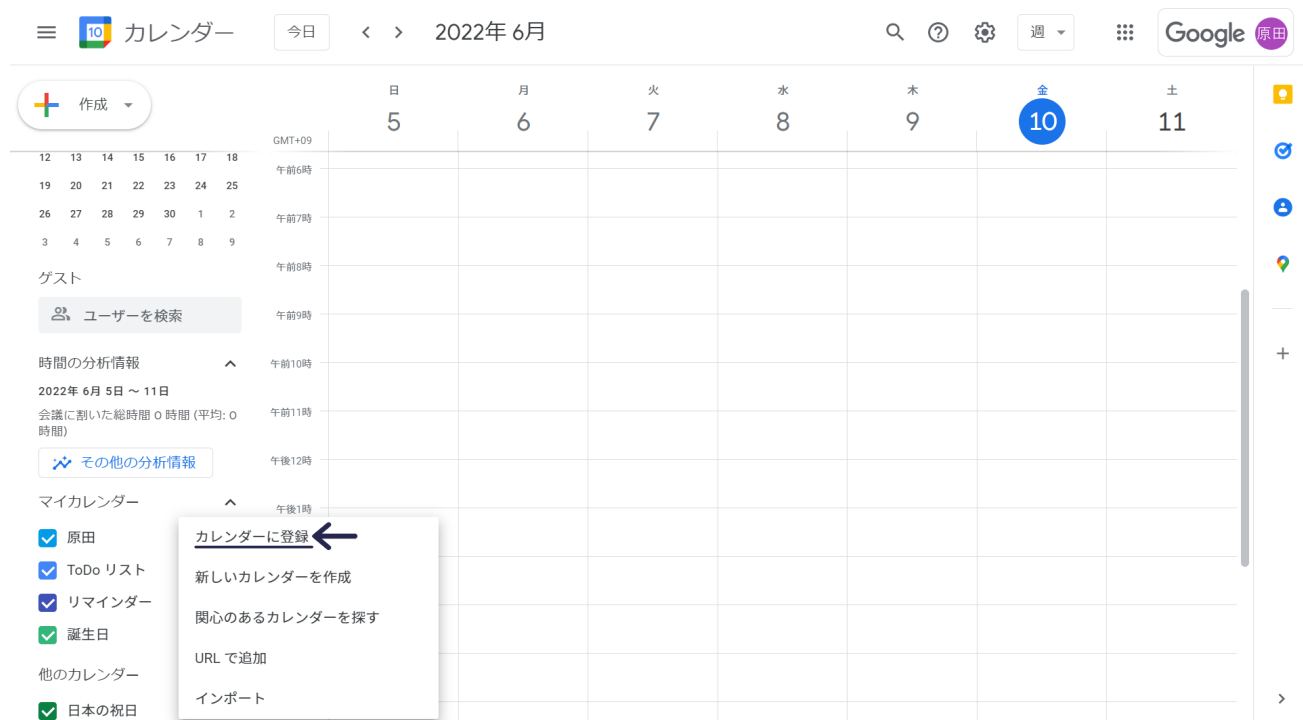 10 カレンダー 今日 2022年 6月 週 Google 原田
作成
日 月 火 水 木 金 土
5 6 7 8 9 10 11
GMT+09
12 13 14 15 16 17 18
19 20 21 22 23 24 25
26 27 28 29 30 1 2
3 4 5 6 7 8 9
ゲスト
ユーザーを検索
時間の分析情報
2022年 6月 5日 ～ 11日
会議に割いた総時間 0 時間 (平均: 0
時間)
その他の分析情報
マイカレンダー
原田
ToDo リスト
リマインダー
誕生日
他のカレンダー
日本の祝日
午前6時
午前7時
午前8時
午前9時
午前10時
午前11時
午後12時
午後1時
カレンダーに登録
新しいカレンダーを作成
関心のあるカレンダーを探す
URL で追加
インポート